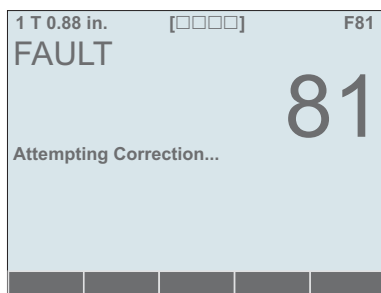 1 T 0.88 in. [□□□□] F81
FAULT
81
Attempting Correction...